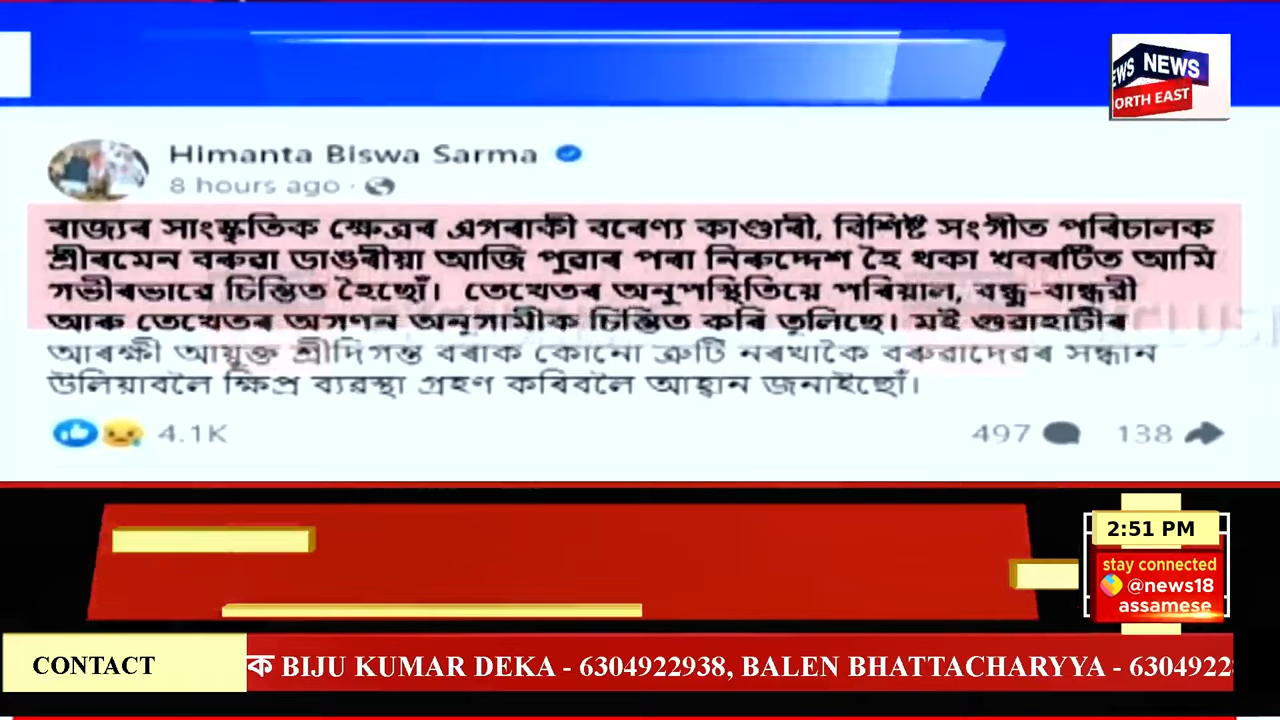 EWS NEWS
ORTH EAST
Himanta Biswa Sarma
8 hours ago ·
ৰাজ্যৰ সাংস্কৃতিক ক্ষেত্ৰৰ এগৰাকী বৰেণ্য কাণ্ডাৰী, বিশিষ্ট সংগীত পৰিচালক
শ্ৰীৰমেন বৰুৱা ডাঙৰীয়া আজি পুৱাৰ পৰা নিৰুদ্দেশ হৈ থকা খবৰটিত আমি
গভীৰভাৱে চিন্তিত হৈছোঁ। তেখেতৰ অনুপস্থিতিয়ে পৰিয়াল, বন্ধু-বান্ধৱী
আৰু তেখেতৰ অগণন অনুগামীক চিন্তিত কৰি তুলিছে। মই গুৱাহাটীৰ
আৰক্ষী আয়ুক্ত শ্ৰীদিগন্ত বৰাক কোনো ত্ৰুটি নৰখাকৈ বৰুৱাদেৱৰ সন্ধান
উলিয়াবলৈ ক্ষিপ্ৰ ব্যৱস্থা গ্ৰহণ কৰিবলৈ আহ্বান জনাইছোঁ।
4.1K 497 138
2:51 PM
stay connected
@news18
assamese
CONTACT ক BIJU KUMAR DEKA - 6304922938, BALEN BHATTACHARYYA - 6304922